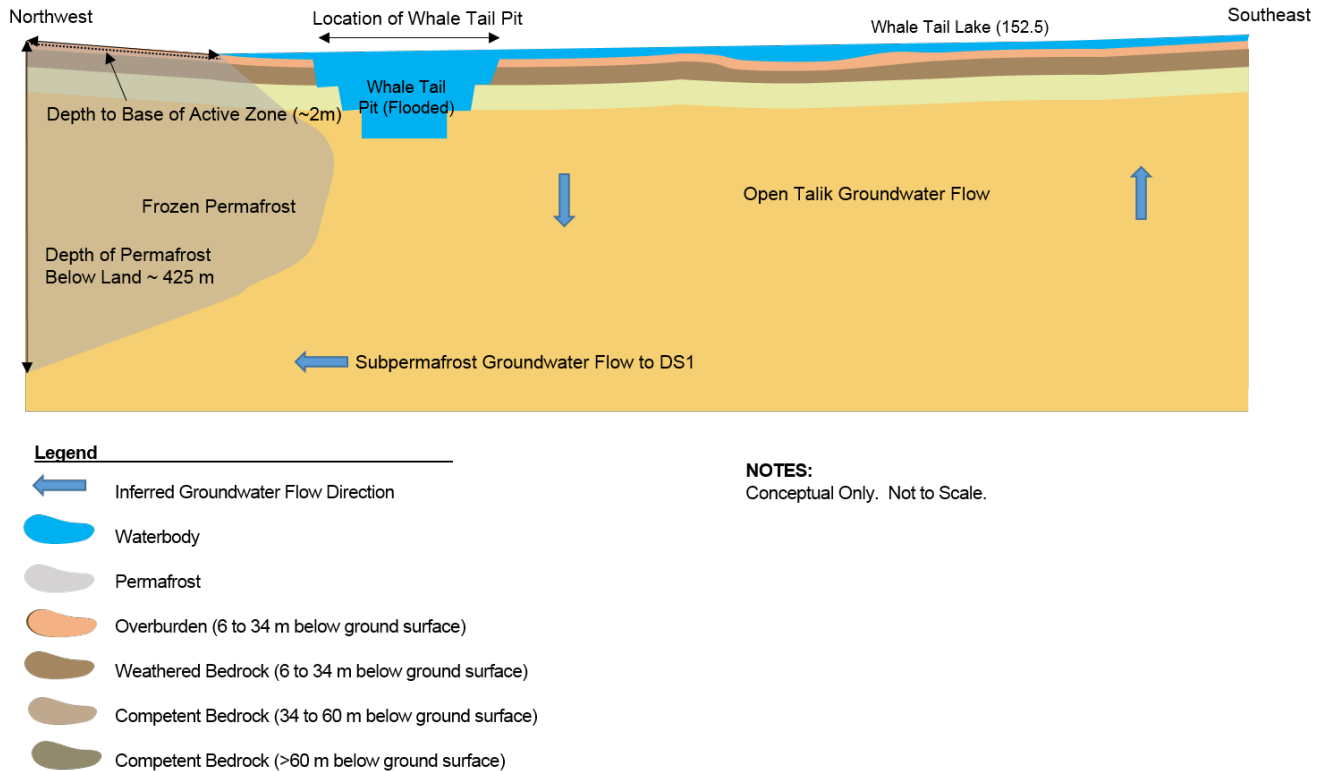 Northwest
Location of Whale Tail Pit
Southeast
Whale Tail Lake (152.5)
Whale Tail
Pit (Flooded)
Depth to Base of Active Zone (~2m)
Frozen Permafrost
Open Talik Groundwater Flow
Depth of Permafrost
Below Land ~ 425 m
Subpermafrost Groundwater Flow to DS1
Legend
Inferred Groundwater Flow Direction
Waterbody
Permafrost
Overburden (6 to 34 m below ground surface)
Weathered Bedrock (6 to 34 m below ground surface)
Competent Bedrock (34 to 60 m below ground surface)
Competent Bedrock (>60 m below ground surface)
NOTES:
Conceptual Only.  Not to Scale.